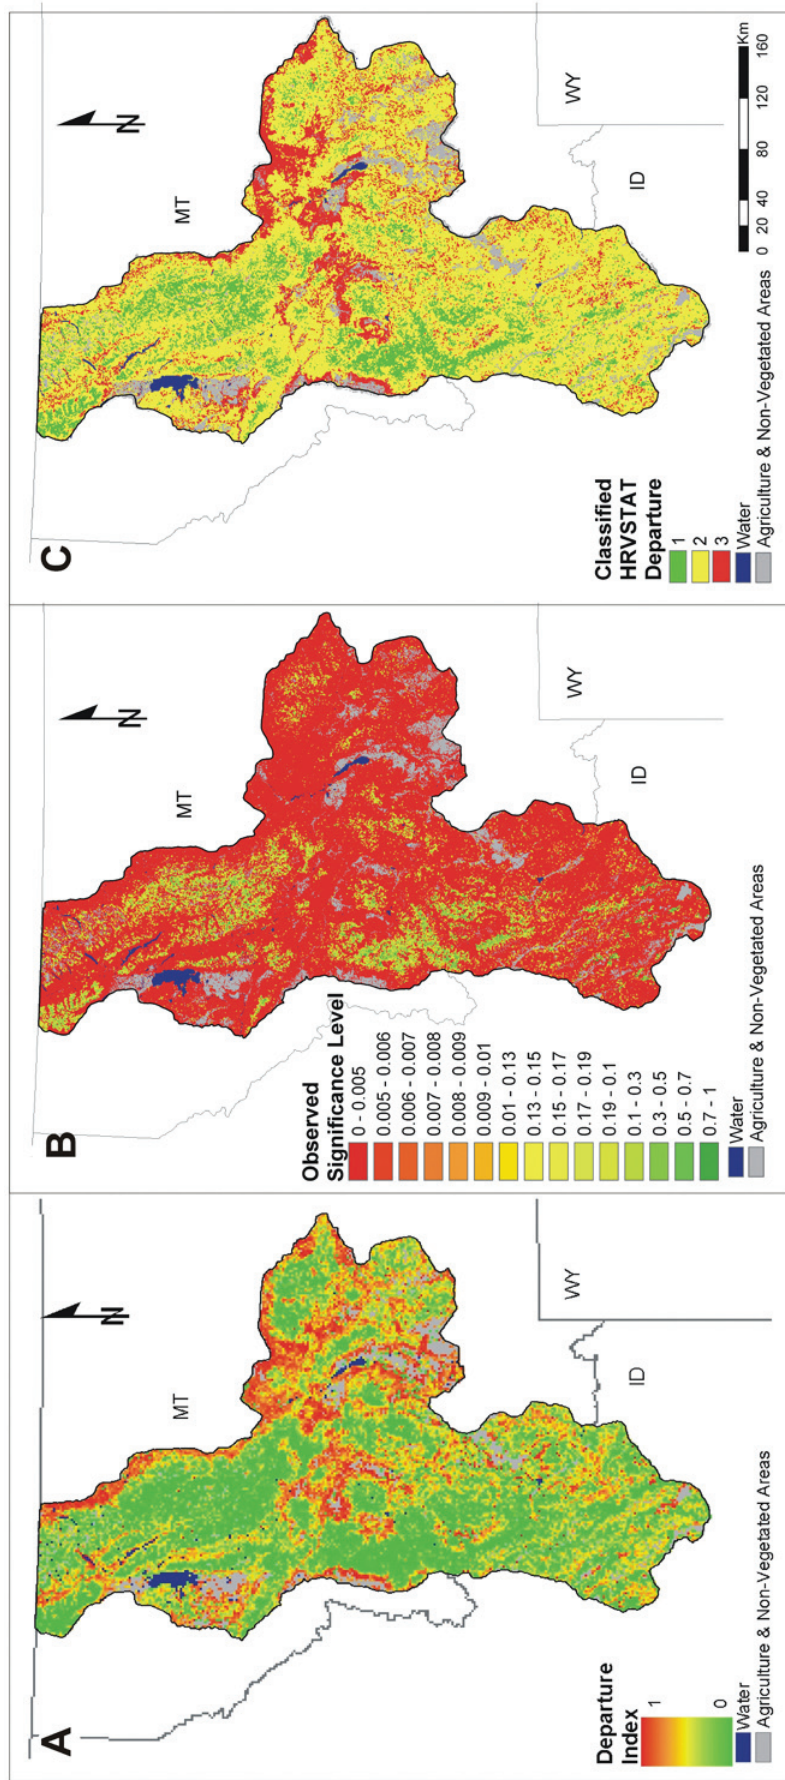 A
N
MT
WY
ID
Departure
Index
1
0
Water
Agriculture & Non-Vegetated Areas
B
N
MT
WY
ID
Observed
Significance Level
0 - 0.005
0.005 - 0.006
0.006 - 0.007
0.007 - 0.008
0.008 - 0.009
0.009 - 0.01
0.01 - 0.13
0.13 - 0.15
0.15 - 0.17
0.17 - 0.19
0.19 - 0.1
0.1 - 0.3
0.3 - 0.5
0.5 - 0.7
0.7 - 1
Water
Agriculture & Non-Vegetated Areas
C
N
MT
WY
ID
Classified
HRVSTAT
Departure
1
2
3
Water
Agriculture & Non-Vegetated Areas
0 20 40 80 120 160
Km